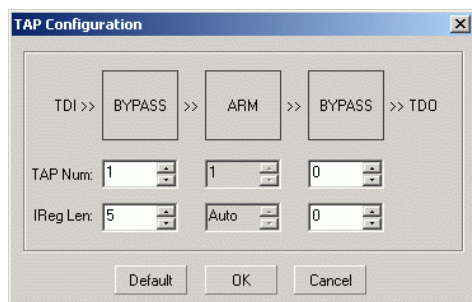 TAP Configuration
TDI >> BYPASS >> ARM >> BYPASS >> TDO
TAP Num: 1 1 0
IReg Len: 5 Auto 0
Default OK Cancel